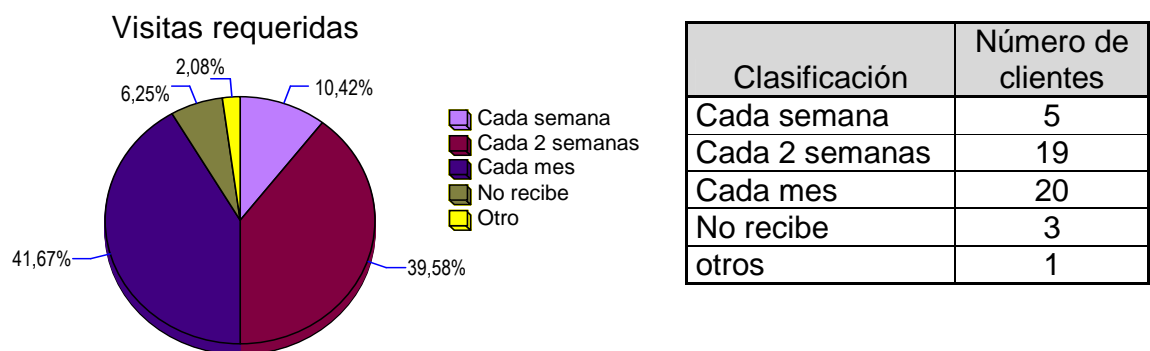 Visitas requeridas
2,08%
6,25%
10,42%
41,67%
39,58%
Cada semana
Cada 2 semanas
Cada mes
No recibe
Otro
Clasificación Número de clientes
Cada semana 5
Cada 2 semanas 19
Cada mes 20
No recibe 3
otros 1